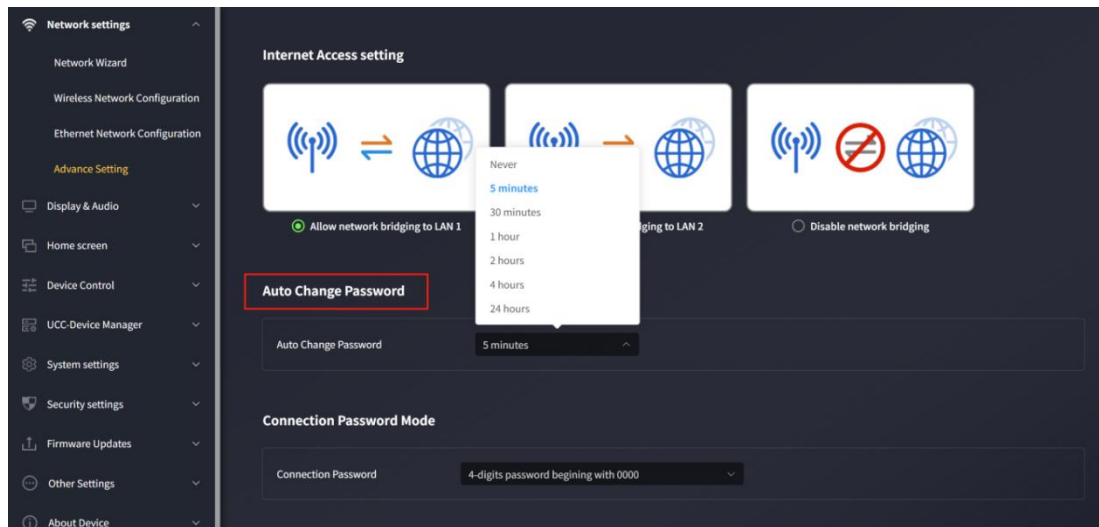 Network settings
Network Wizard
Wireless Network Configuration
Ethernet Network Configuration
Advance Setting
Display & Audio
Home screen
Device Control
UCC-Device Manager
System settings
Security settings
Firmware Updates
Other Settings
About Device
Internet Access setting
Allow network bridging to LAN 1
ging to LAN 2
Disable network bridging
Never
5 minutes
30 minutes
1 hour
2 hours
4 hours
24 hours
Auto Change Password
Auto Change Password
5 minutes
Connection Password Mode
Connection Password
4-digits password begining with 0000